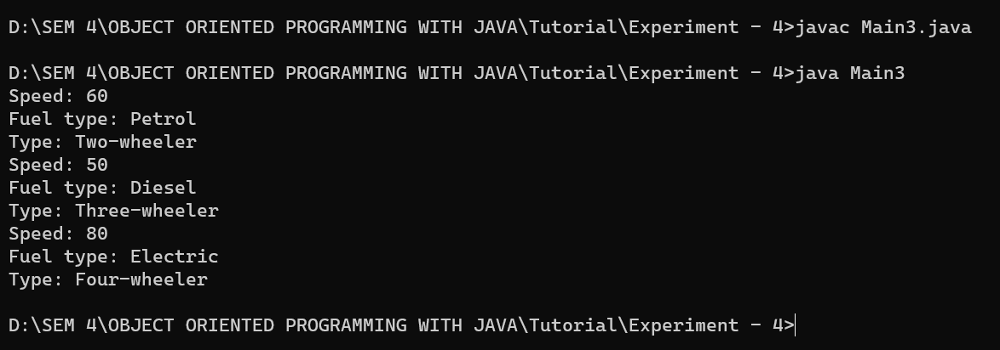 D:\SEM 4\OBJECT ORIENTED PROGRAMMING WITH JAVA\Tutorial\Experiment - 4>javac Main3.java
D:\SEM 4\OBJECT ORIENTED PROGRAMMING WITH JAVA\Tutorial\Experiment - 4>java Main3
Speed: 60
Fuel type: Petrol
Type: Two-wheeler
Speed: 50
Fuel type: Diesel
Type: Three-wheeler
Speed: 80
Fuel type: Electric
Type: Four-wheeler
D:\SEM 4\OBJECT ORIENTED PROGRAMMING WITH JAVA\Tutorial\Experiment - 4>